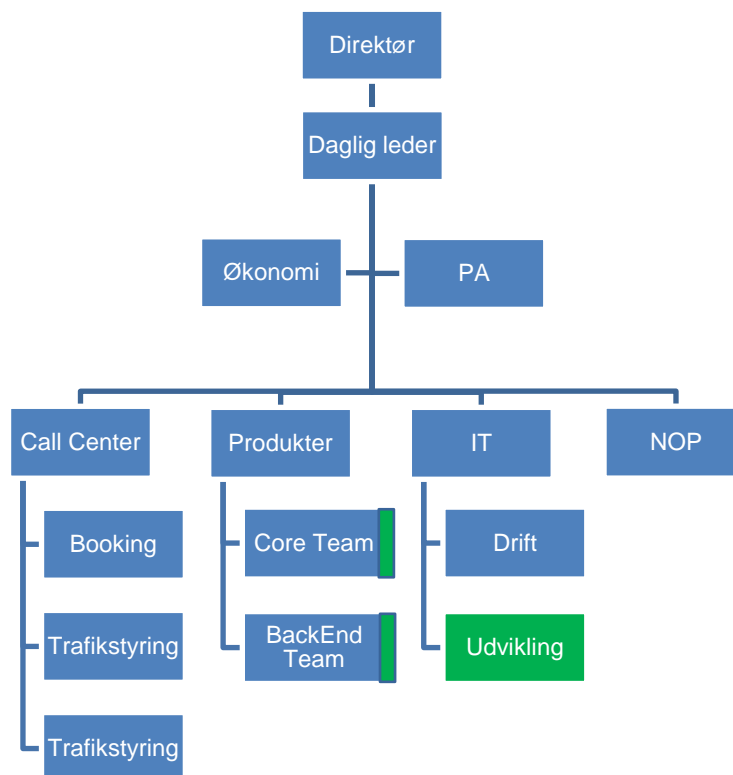 Direktør
Daglig leder
Økonomi
PA
Call Center
Produkter
IT
NOP
Booking
Core Team
Drift
Trafikstyring
BackEnd
Team
Udvikling
Trafikstyring